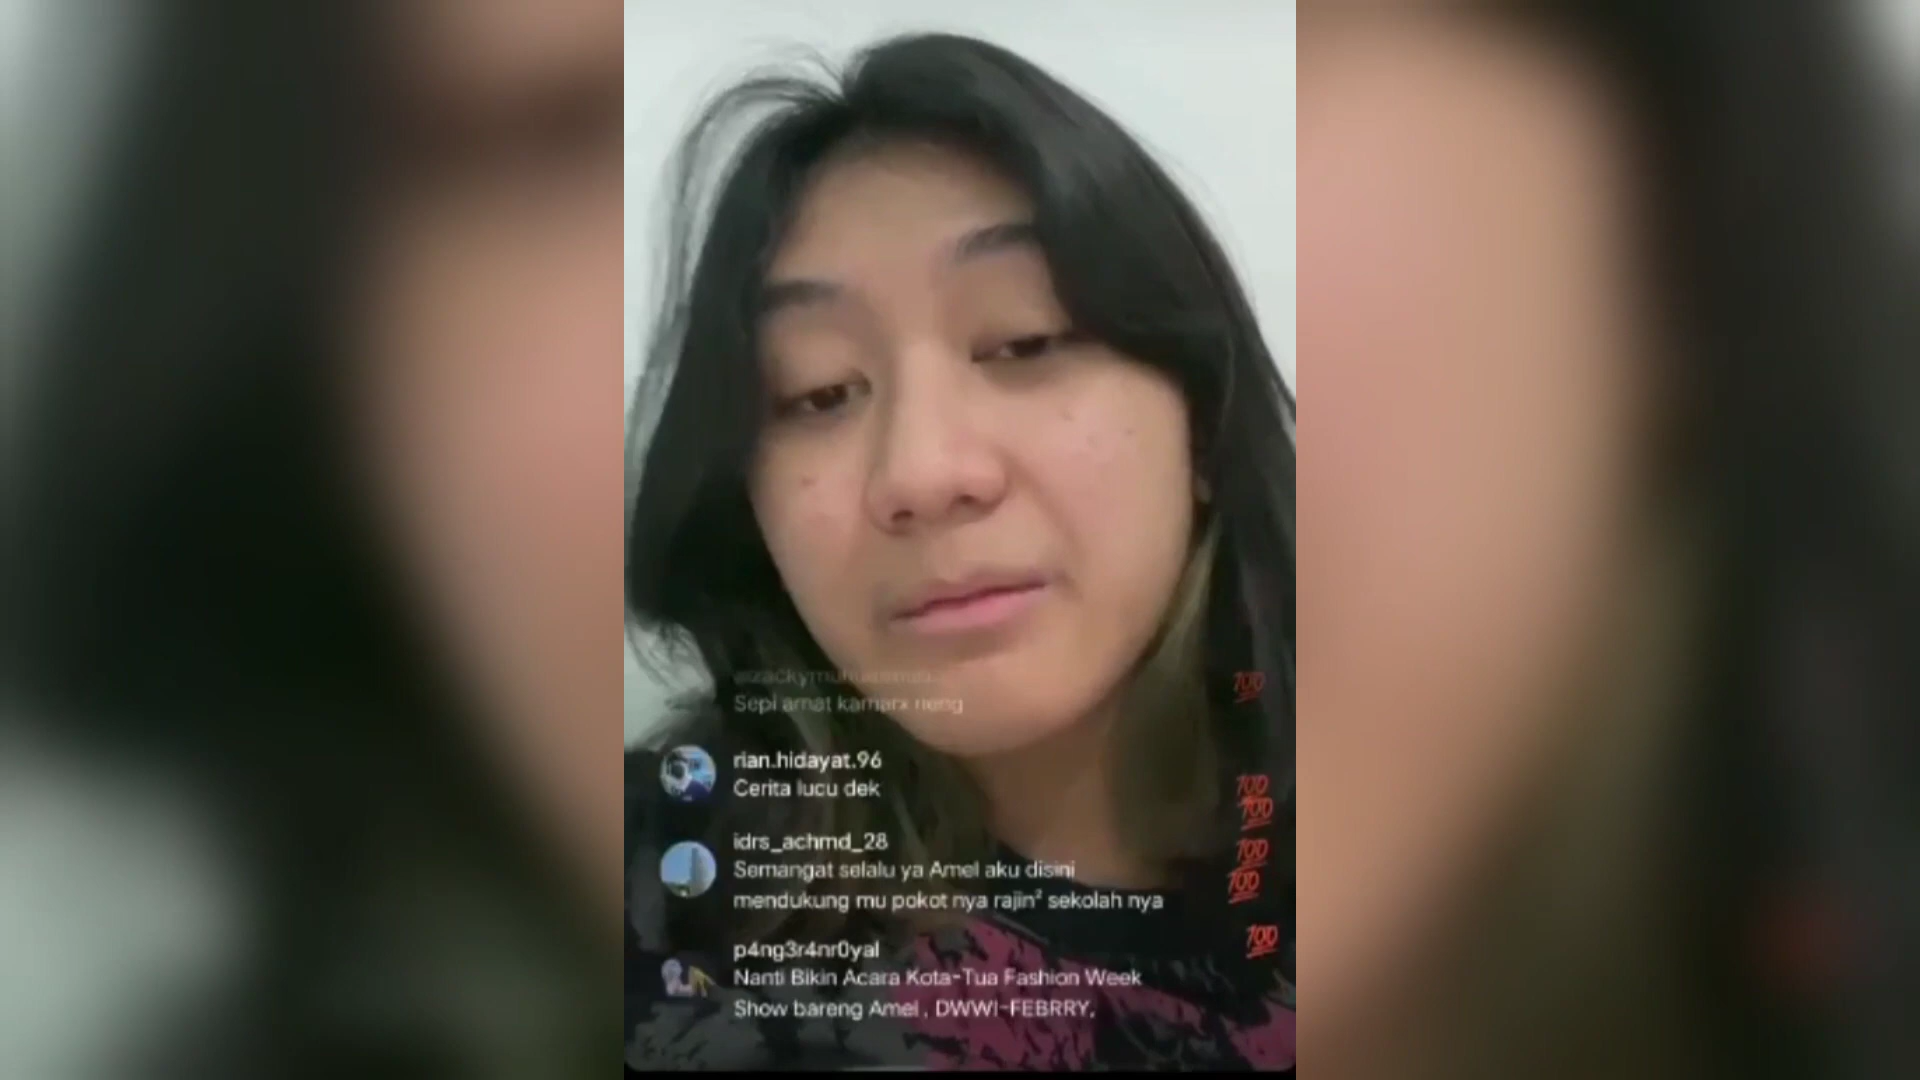 Sepi amat kamarx neng
rian.hidayat.96
Cerita lucu dek
idrs_achmd_28
Semangat selalu ya Amel aku disini
mendukung mu pokot nya rajin² sekolah nya
p4ng3r4nr0yal
Nanti Bikin Acara Kota-Tua Fashion Week
Show bareng Amel , DWWI-FEBRRY,